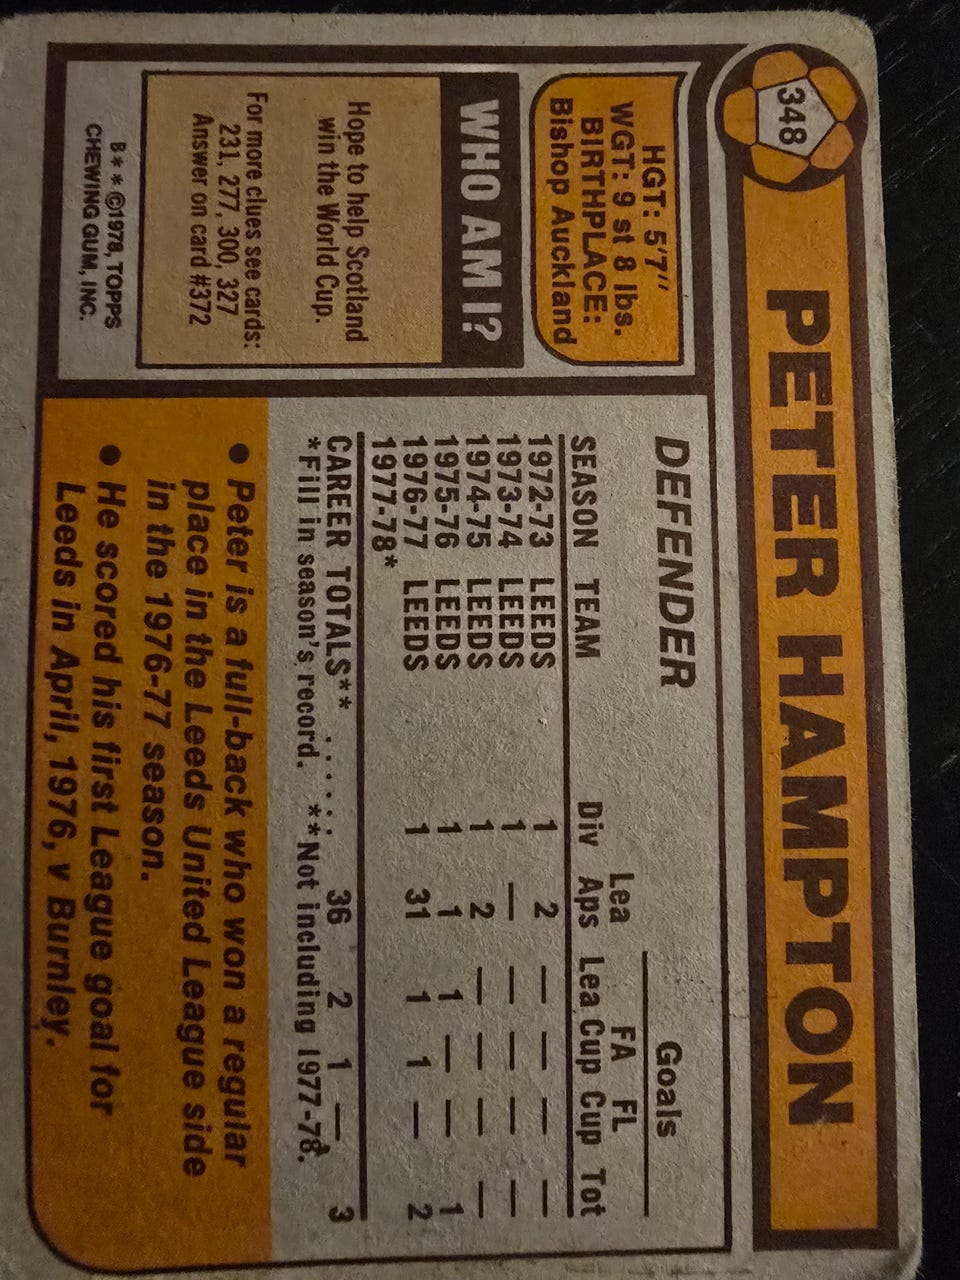 348
PETER HAMPTON
HGT: 5'7"
WGT: 9 st 8 lbs.
BIRTHPLACE:
Bishop Auckland
WHO AM I?
Hope to help Scotland
win the World Cup.
For more clues see cards:
231, 277, 300, 327
Answer on card #372
B * * ©1978, TOPPS
CHEWING GUM, INC.
DEFENDER
Goals
Lea FA FL
SEASON TEAM Div Aps Lea Cup Cup Tot
1972-73 LEEDS 1 2 — — — —
1973-74 LEEDS 1 — — — — —
1974-75 LEEDS 1 2 — — — —
1975-76 LEEDS 1 1 1 — — 1
1976-77 LEEDS 1 31 1 1 — 2
1977-78*
CAREER TOTALS** ...... 36 2 1 — 3
*Fill in season's record. **Not including 1977-78.
● Peter is a full-back who won a regular
place in the Leeds United League side
in the 1976-77 season.
● He scored his first League goal for
Leeds in April, 1976, v Burnley.